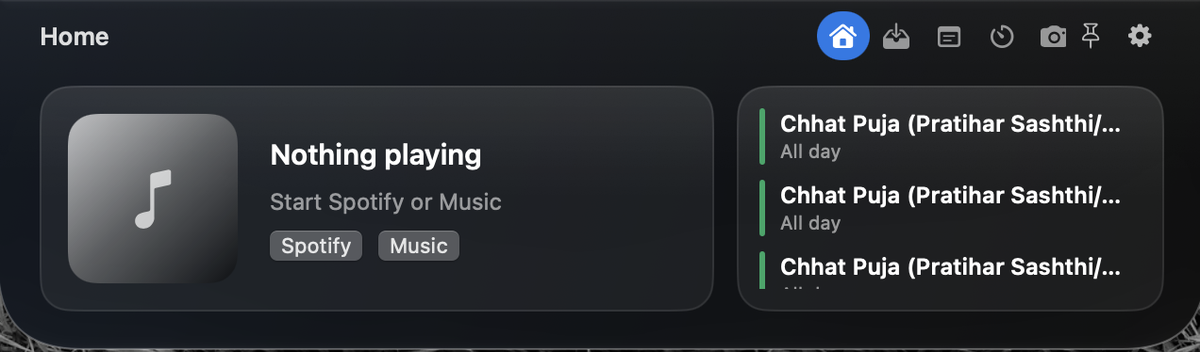 Home
Nothing playing
Start Spotify or Music
Spotify Music
Chhat Puja (Pratihar Sashthi/...
All day
Chhat Puja (Pratihar Sashthi/...
All day
Chhat Puja (Pratihar Sashthi/...